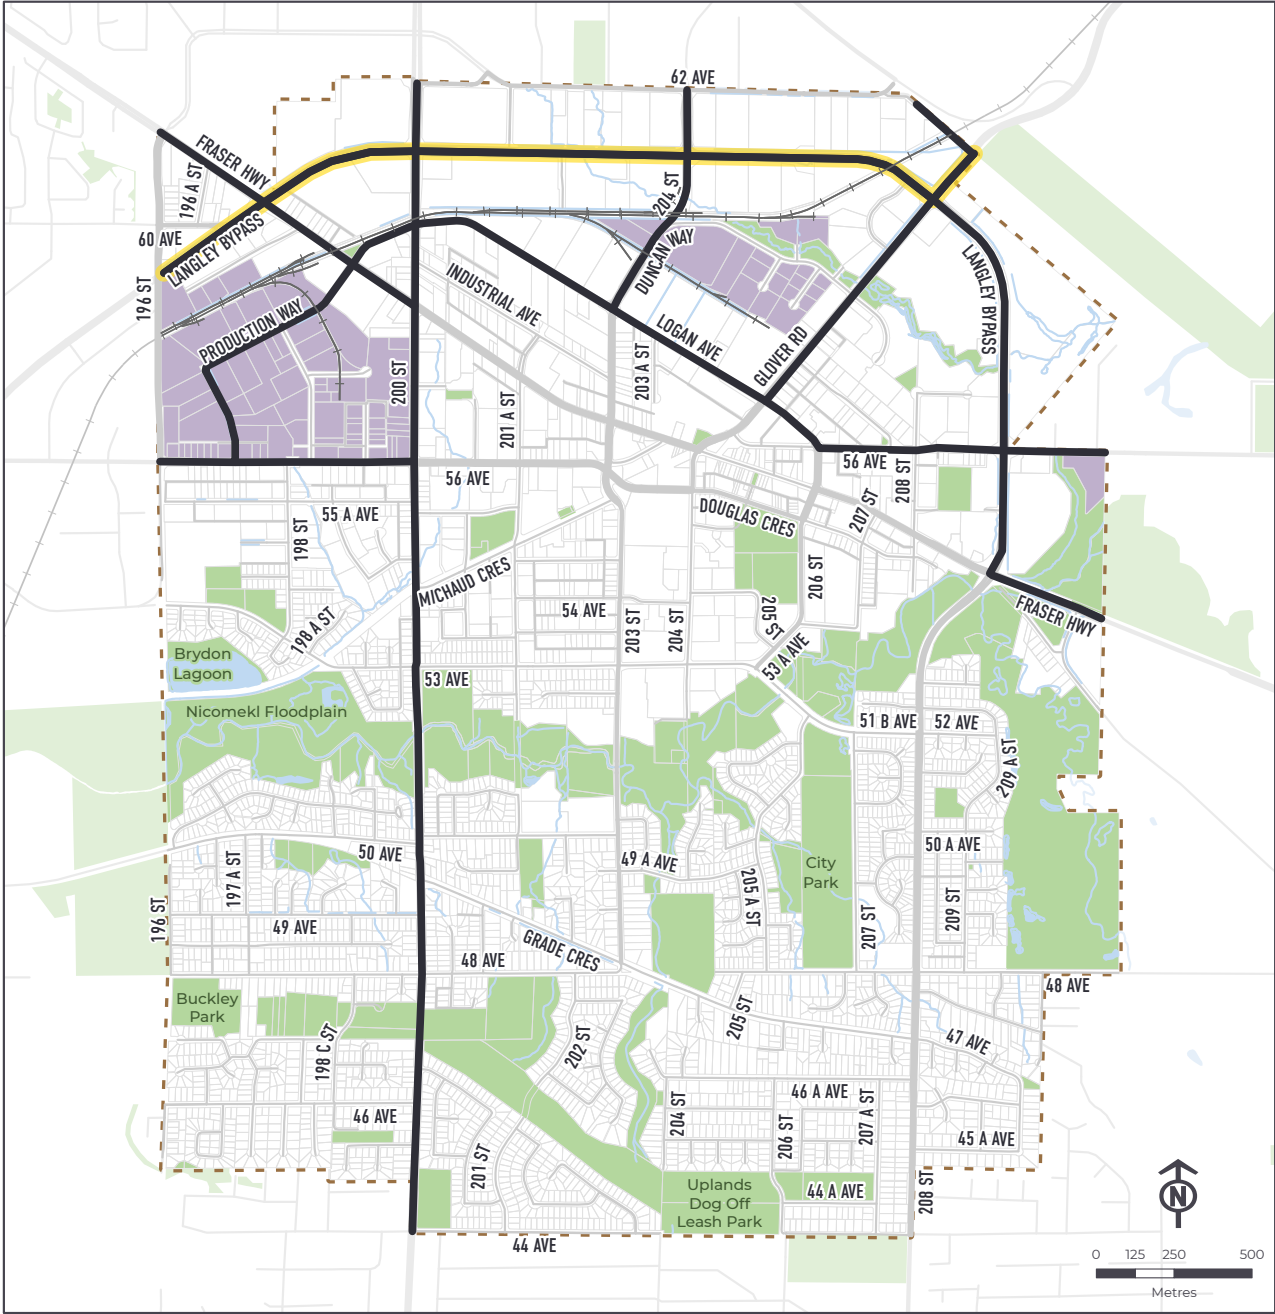 62 AVE
FRASER HWY
196 A ST
204 ST
60 AVE
LANGLEY BYPASS
DUNCAN WAY
LANGLEY BYPASS
196 ST
INDUSTRIAL AVE
PRODUCTION WAY
LOGAN AVE
GLOVER RD
200 ST
203 A ST
201 A ST
56 AVE
56 AVE
208 ST
55 A AVE
198 ST
DOUGLAS CRES
207 ST
MICHAUD CRES
206 ST
54 AVE
203 ST
204 ST
205 ST
FRASER HWY
198 A ST
53 A AVE
Brydon
Lagoon
53 AVE
Nicomekl Floodplain
51 B AVE
52 AVE
209 A ST
50 AVE
49 A AVE
50 A AVE
City
Park
197 A ST
205 A ST
196 ST
49 AVE
207 ST
209 ST
GRADE CRES
48 AVE
48 AVE
Buckley
Park
205 ST
198 C ST
202 ST
47 AVE
46 A AVE
46 AVE
204 ST
206 ST
207 A ST
45 A AVE
201 ST
Uplands
Dog Off
Leash Park
44 A AVE
208 ST
N
44 AVE
0 125 250 500
Metres